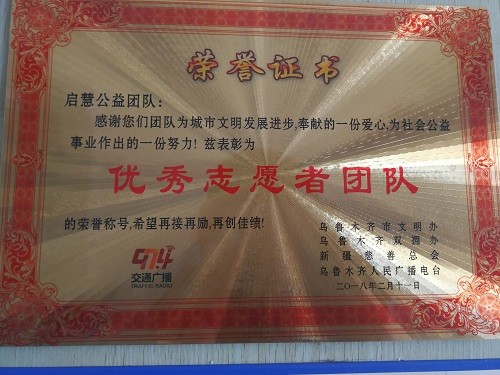 荣誉证书
启慧公益团队：
感谢您们团队为城市文明发展进步,奉献的一份爱心,为社会公益
事业作出的一份努力! 兹表彰为
优秀志愿者团队
的荣誉称号,希望再接再励,再创佳绩!
乌鲁木齐市文明办
乌鲁木齐双拥办
新疆慈善总会
乌鲁木齐人民广播电台
二〇一八年二月十一日
974
交通广播
TRAFFIC RADIO